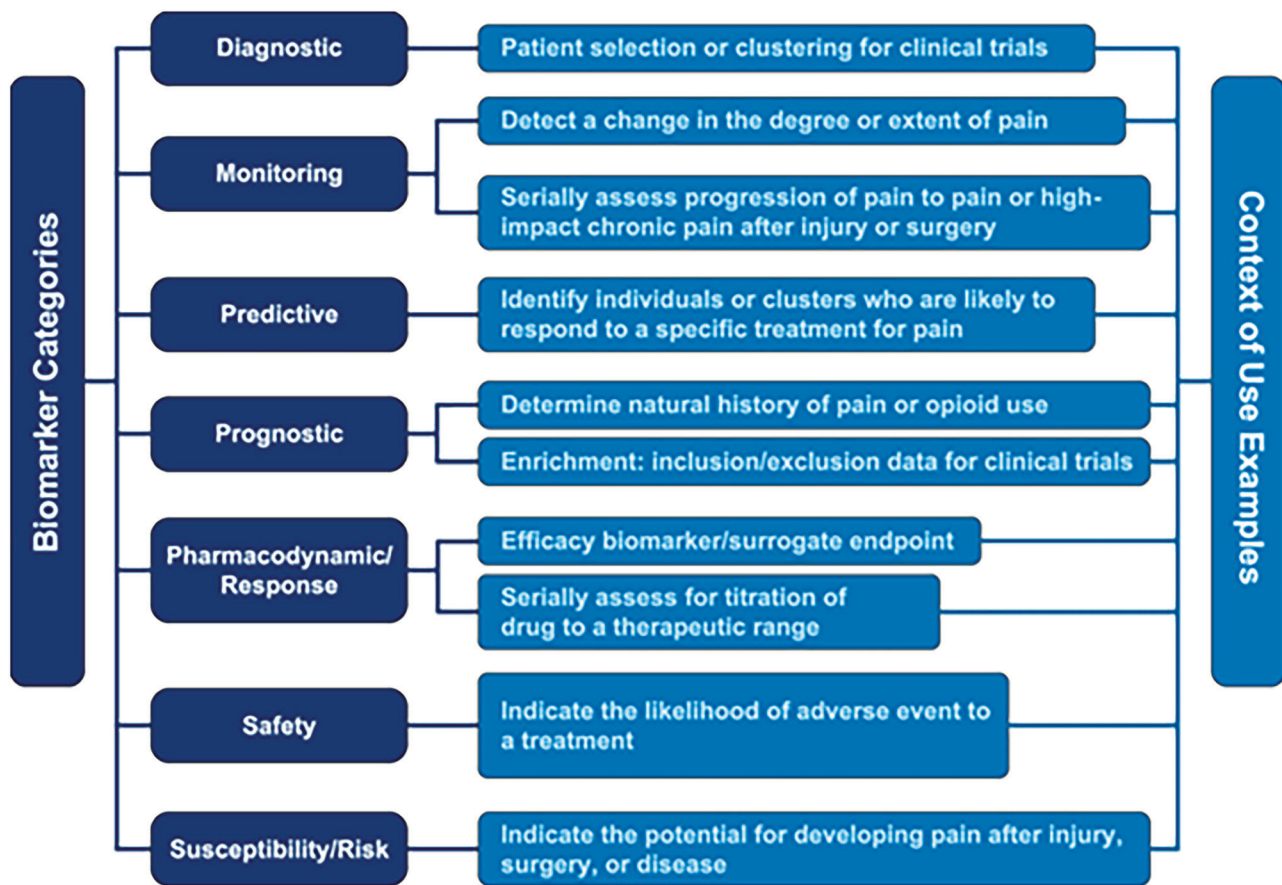 Biomarker Categories
Diagnostic
Patient selection or clustering for clinical trials
Monitoring
Detect a change in the degree or extent of pain
Serially assess progression of pain to pain or high-
impact chronic pain after injury or surgery
Predictive
Identify individuals or clusters who are likely to
respond to a specific treatment for pain
Prognostic
Determine natural history of pain or opioid use
Enrichment: inclusion/exclusion data for clinical trials
Pharmacodynamic/
Response
Efficacy biomarker/surrogate endpoint
Serially assess for titration of
drug to a therapeutic range
Safety
Indicate the likelihood of adverse event to
a treatment
Susceptibility/Risk
Indicate the potential for developing pain after injury,
surgery, or disease
Context of Use Examples